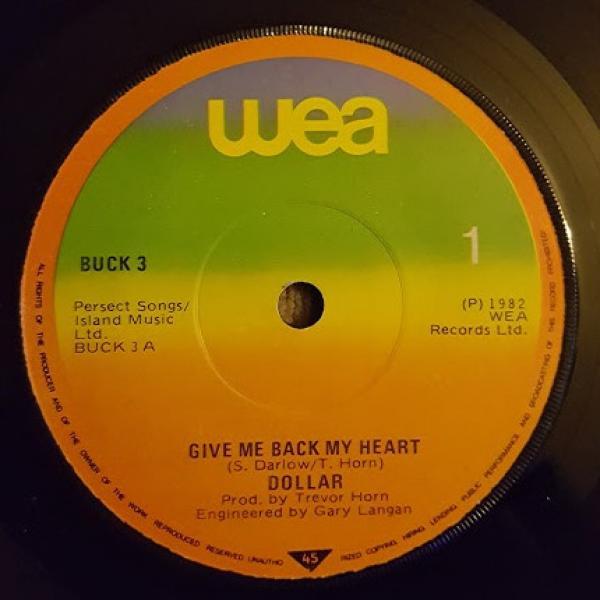 wea
BUCK 3
1
Persect Songs/
Island Music
Ltd.
BUCK 3 A
(P) 1982
WEA
Records Ltd.
GIVE ME BACK MY HEART
(S. Darlow/T. Horn)
DOLLAR
Prod. by Trevor Horn
Engineered by Gary Langan
ALL RIGHTS OF THE PRODUCER AND OF THE OWNER OF THE WORK REPRODUCED RESERVED UNAUTHO
45
RIZED COPYING, HIRING, LENDING, PUBLIC PERFORMANCE AND BROADCASTING OF THIS RECORD PROHIBITED